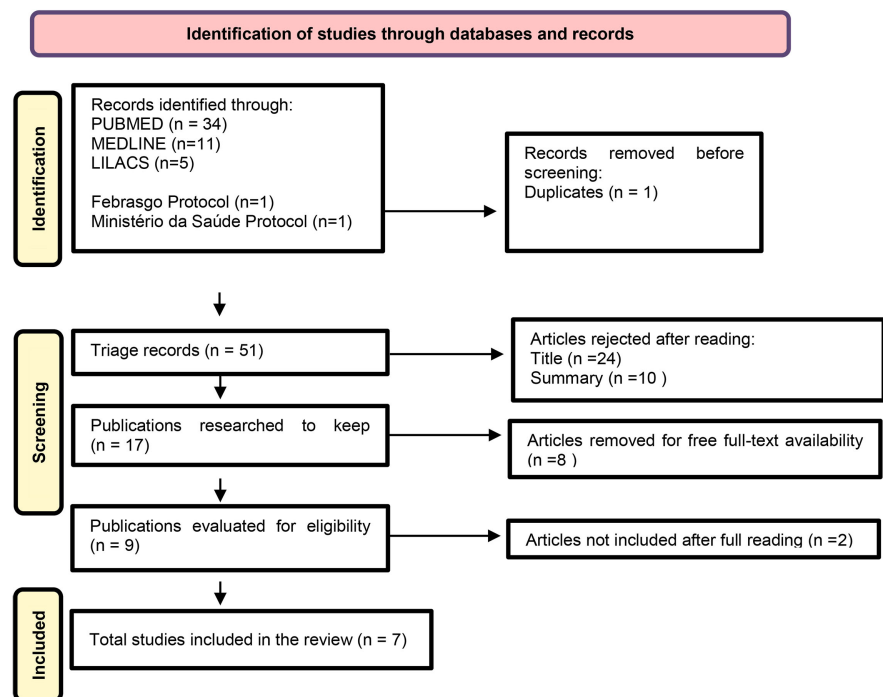 Identification of studies through databases and records
Identification
Records identified through:
PUBMED (n = 34)
MEDLINE (n=11)
LILACS (n=5)
Febrasgo Protocol (n=1)
Ministério da Saúde Protocol (n=1)
Records removed before
screening:
Duplicates (n = 1)
Screening
Triage records (n = 51)
Articles rejected after reading:
Title (n =24)
Summary (n =10 )
Publications researched to keep
(n = 17)
Articles removed for free full-text availability
(n =8 )
Publications evaluated for eligibility
(n = 9)
Articles not included after full reading (n =2)
Included
Total studies included in the review (n = 7)